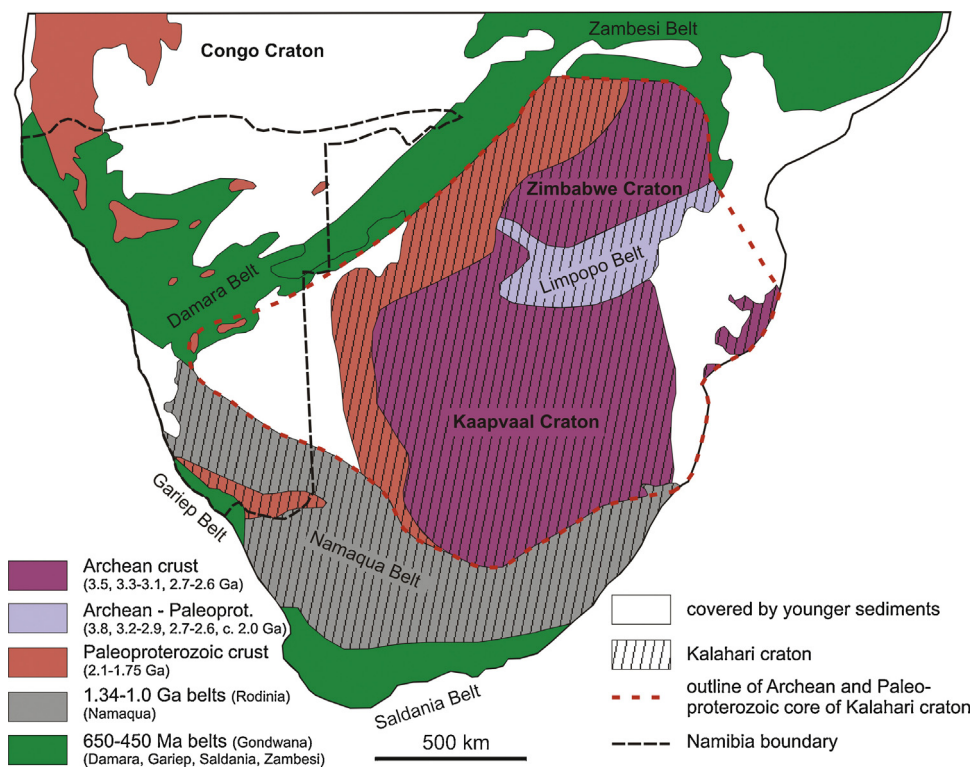 Zambesi Belt
Congo Craton
Zimbabwe Craton
Limpopo Belt
Damara Belt
Kaapvaal Craton
Gariep Belt
Namaqua Belt
Saldania Belt
500 km
Archean crust
(3.5, 3.3-3.1, 2.7-2.6 Ga)
Archean - Paleoprot.
(3.8, 3.2-2.9, 2.7-2.6, c. 2.0 Ga)
Paleoproterozoic crust
(2.1-1.75 Ga)
1.34-1.0 Ga belts (Rodinia)
(Namaqua)
650-450 Ma belts (Gondwana)
(Damara, Gariep, Saldania, Zambesi)
covered by younger sediments
Kalahari craton
outline of Archean and Paleo-
proterozoic core of Kalahari craton
Namibia boundary